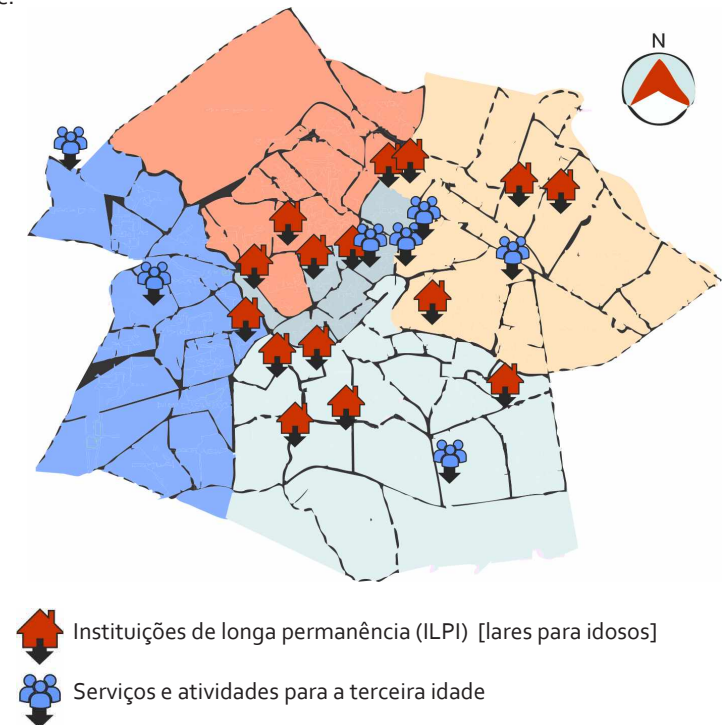 e.
N
Instituições de longa permanência (ILPI) [lares para idosos]
Serviços e atividades para a terceira idade